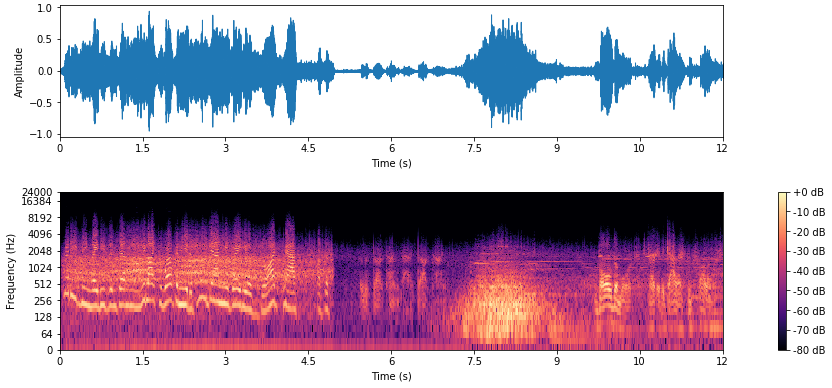 1.0
0.5
0.0
−0.5
−1.0
Amplitude
0 1.5 3 4.5 6 7.5 9 10.5 12
Time (s)
24000
16384
8192
4096
2048
1024
512
256
128
64
0
Frequency (Hz)
0 1.5 3 4.5 6 7.5 9 10.5 12
Time (s)
+0 dB
-10 dB
-20 dB
-30 dB
-40 dB
-50 dB
-60 dB
-70 dB
-80 dB